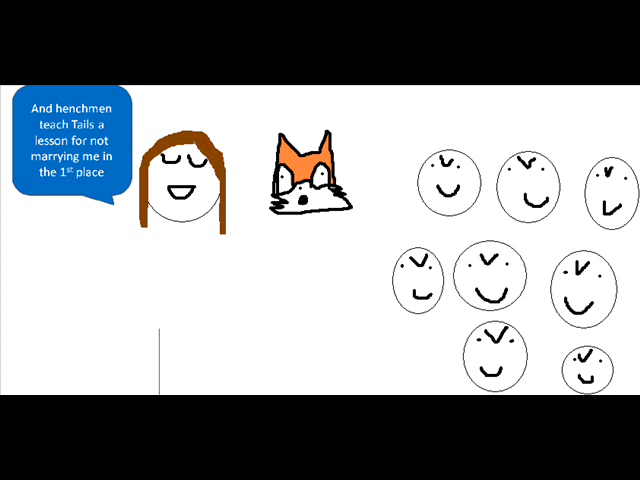 And henchmen
teach Tails a
lesson for not
marrying me in
the 1st place